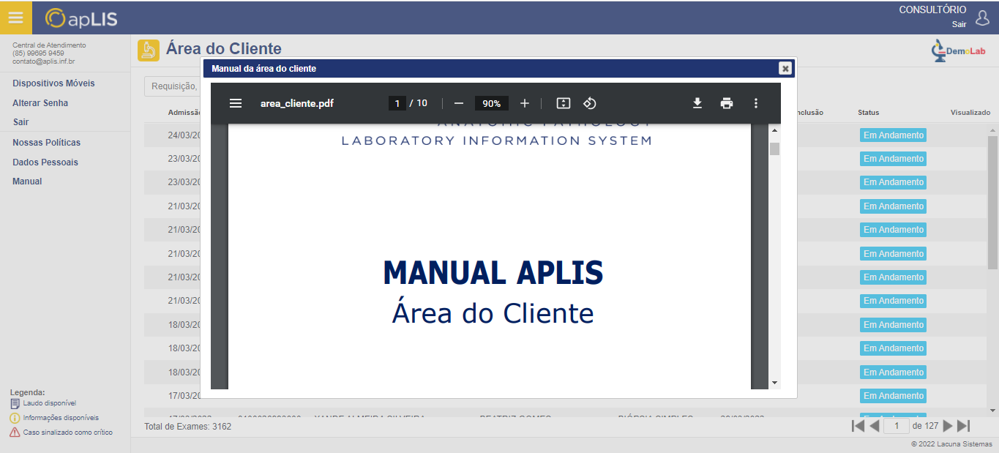 apLIS
CONSULTÓRIO
Sair
Central de Atendimento
(85) 99695 9459
contato@aplis.inf.br
Dispositivos Móveis
Alterar Senha
Sair
Nossas Políticas
Dados Pessoais
Manual
Legenda:
Laudo disponível
Informações disponíveis
Caso sinalizado como crítico
Área do Cliente
DemoLab
Manual da área do cliente
Requisição,
area_cliente.pdf 1 / 10 90%
ANATOMIC PATHOLOGY
LABORATORY INFORMATION SYSTEM
MANUAL APLIS
Área do Cliente
Admissão nclusão Status Visualizado
24/03/20 Em Andamento
23/03/20 Em Andamento
23/03/20 Em Andamento
21/03/20 Em Andamento
21/03/20 Em Andamento
21/03/20 Em Andamento
21/03/20 Em Andamento
21/03/20 Em Andamento
18/03/20 Em Andamento
18/03/20 Em Andamento
18/03/20 Em Andamento
17/03/20 Em Andamento
Em Andamento
Total de Exames: 3162
1 de 127
© 2022 Lacuna Sistemas